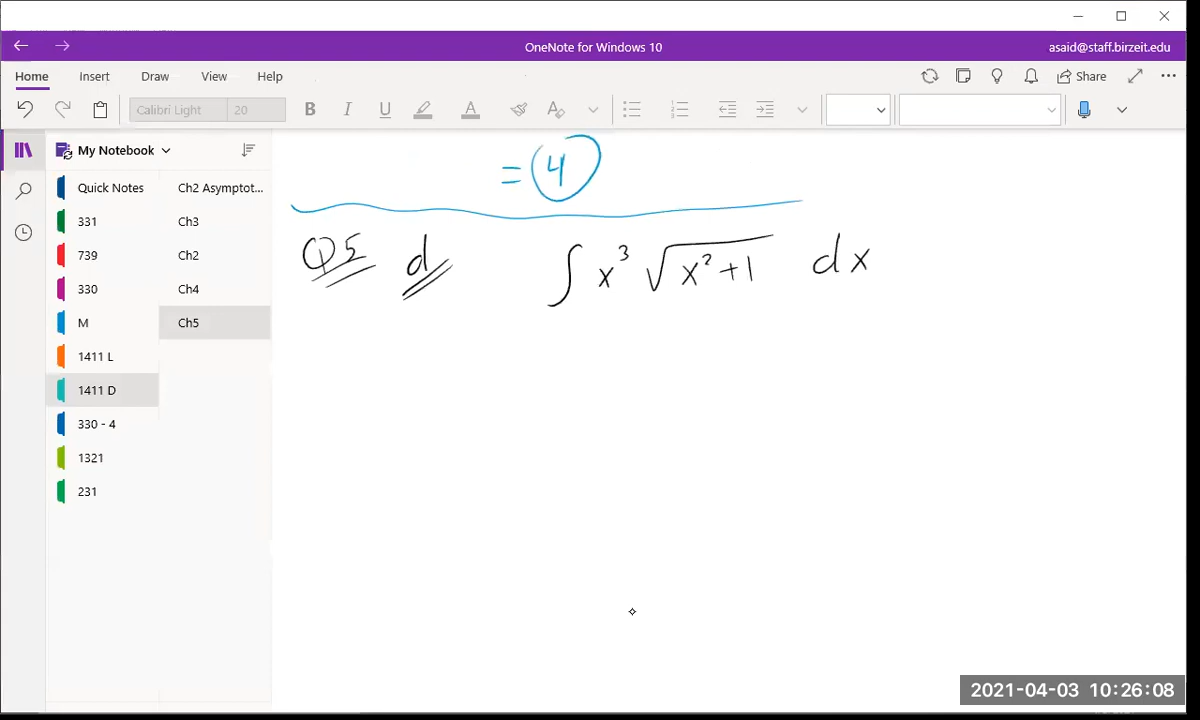 OneNote for Windows 10
asaid@staff.birzeit.edu
Home Insert Draw View Help
Share
Calibri Light 20 B I U A A
My Notebook
Quick Notes
331
739
330
M
1411 L
1411 D
330 - 4
1321
231
Ch2 Asymptot...
Ch3
Ch2
Ch4
Ch5
= 4
Q5 d ∫ x³ √(x²+1) dx
2021-04-03 10:26:08